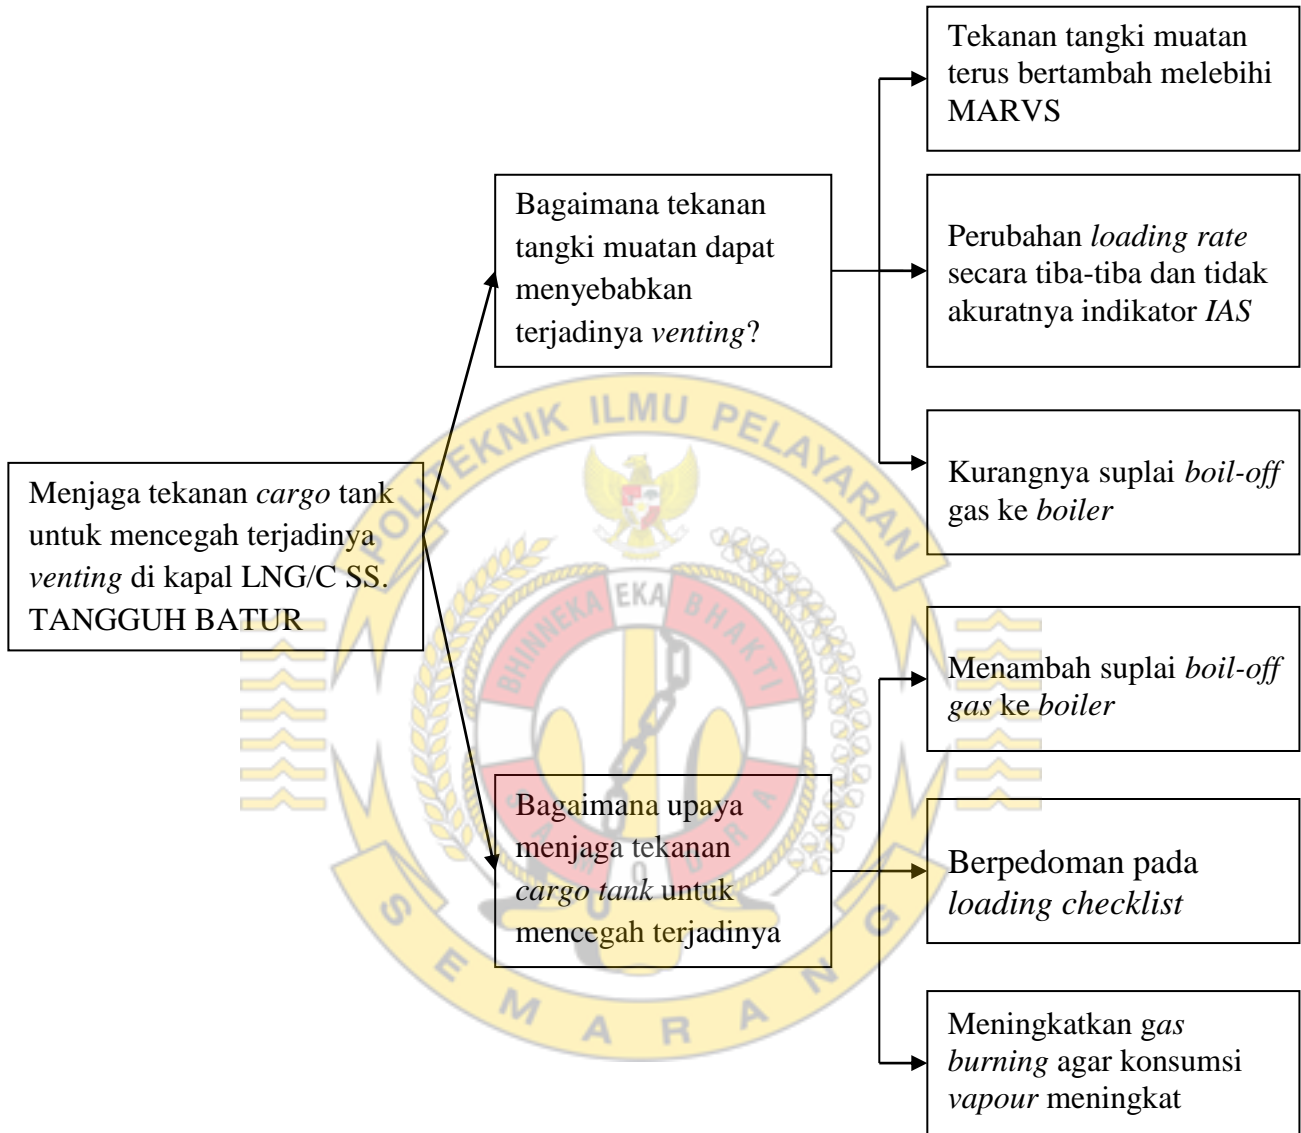 Tekanan tangki muatan
terus bertambah melebihi
MARVS
Bagaimana tekanan
tangki muatan dapat
menyebabkan
terjadinya venting?
Perubahan loading rate
secara tiba-tiba dan tidak
akuratnya indikator IAS
Kurangnya suplai boil-off
gas ke boiler
Menjaga tekanan cargo tank
untuk mencegah terjadinya
venting di kapal LNG/C SS.
TANGGUH BATUR
Menambah suplai boil-off
gas ke boiler
Bagaimana upaya
menjaga tekanan
cargo tank untuk
mencegah terjadinya
Berpedoman pada
loading checklist
Meningkatkan gas
burning agar konsumsi
vapour meningkat
POLITEKNIK ILMU PELAYARAN
SEMARANG
BHINNEKA EKA BHAKTI
SAMUDRA